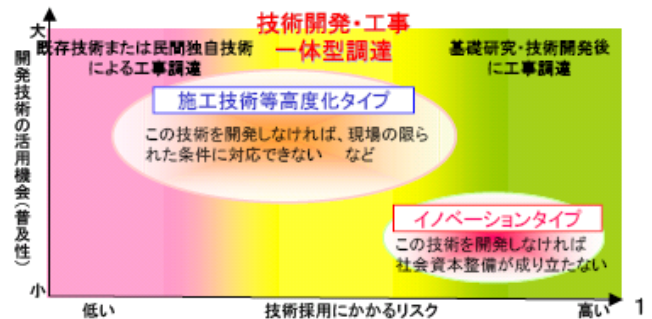 技術開発・工事
一体型調達
大
既存技術または民間独自技術
による工事調達
基礎研究・技術開発後
に工事調達
開発技術の活用機会(普及性)
施工技術等高度化タイプ
この技術を開発しなければ、現場の限ら
れた条件に対応できない など
イノベーションタイプ
この技術を開発しなければ
社会資本整備が成り立たない
小
低い
技術採用にかかるリスク
高い
1